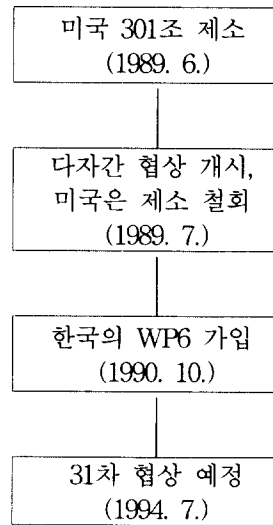 미국 301조 제소
(1989. 6.)
다자간 협상 개시,
미국은 제소 철회
(1989. 7.)
한국의 WP6 가입
(1990. 10.)
31차 협상 예정
(1994. 7.)